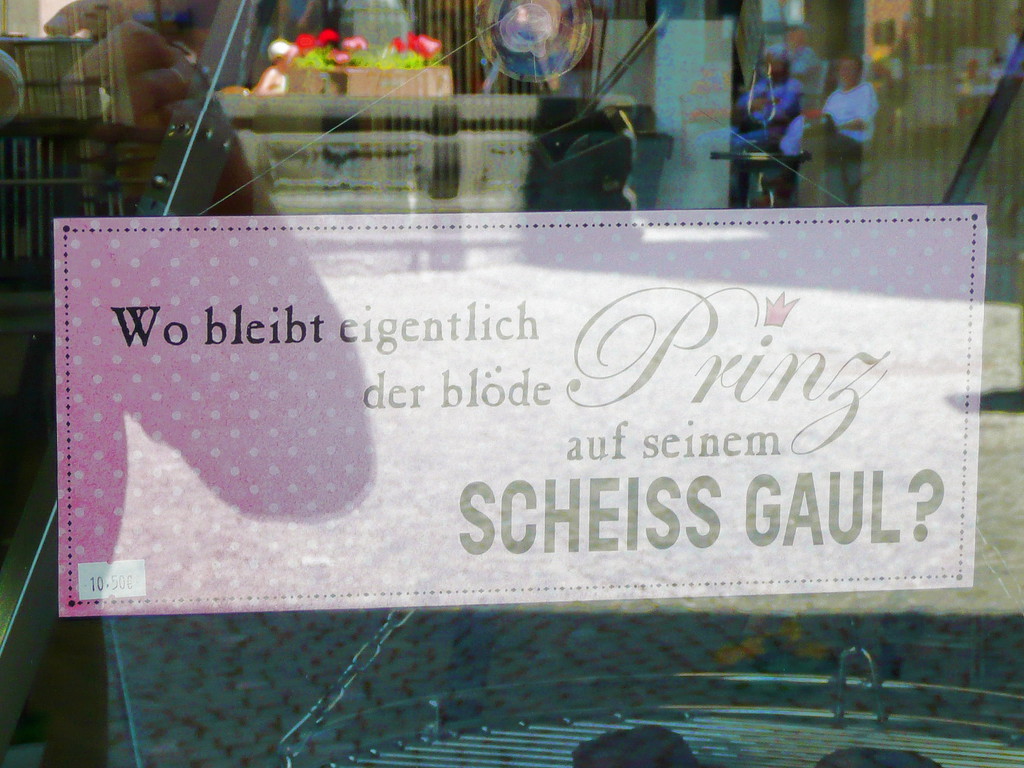 Wo bleibt eigentlich
der blöde Prinz
auf seinem
SCHEISS GAUL?
10.50€